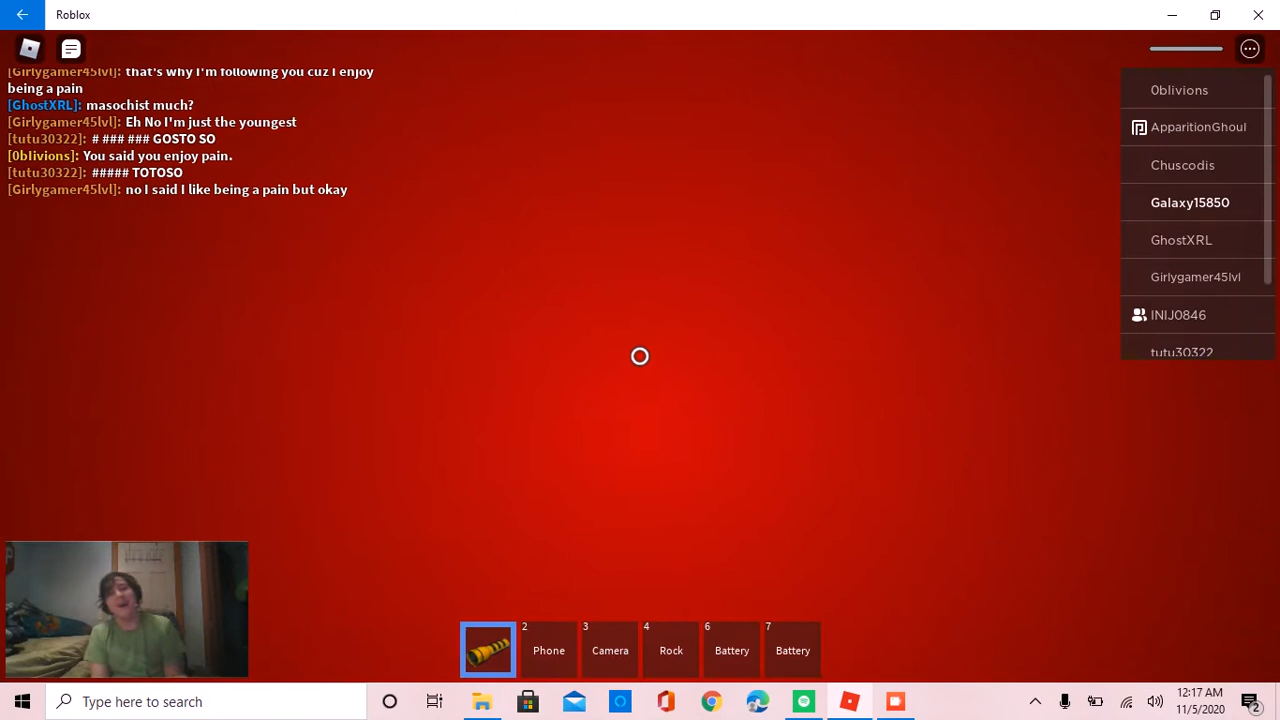 Roblox
[Girlygamer45lvl]: that's why I'm following you cuz I enjoy
being a pain
[GhostXRL]: masochist much?
[Girlygamer45lvl]: Eh No I'm just the youngest
[tutu30322]: # ### ### GOSTO SO
[0blivions]: You said you enjoy pain.
[tutu30322]: ##### TOTOSO
[Girlygamer45lvl]: no I said I like being a pain but okay
0blivions
ApparitionGhoul
Chuscodis
Galaxy15850
GhostXRL
Girlygamer45lvl
INIJ0846
tutu30322
2 3 4 6 7
Phone Camera Rock Battery Battery
Type here to search
12:17 AM
11/5/2020
2